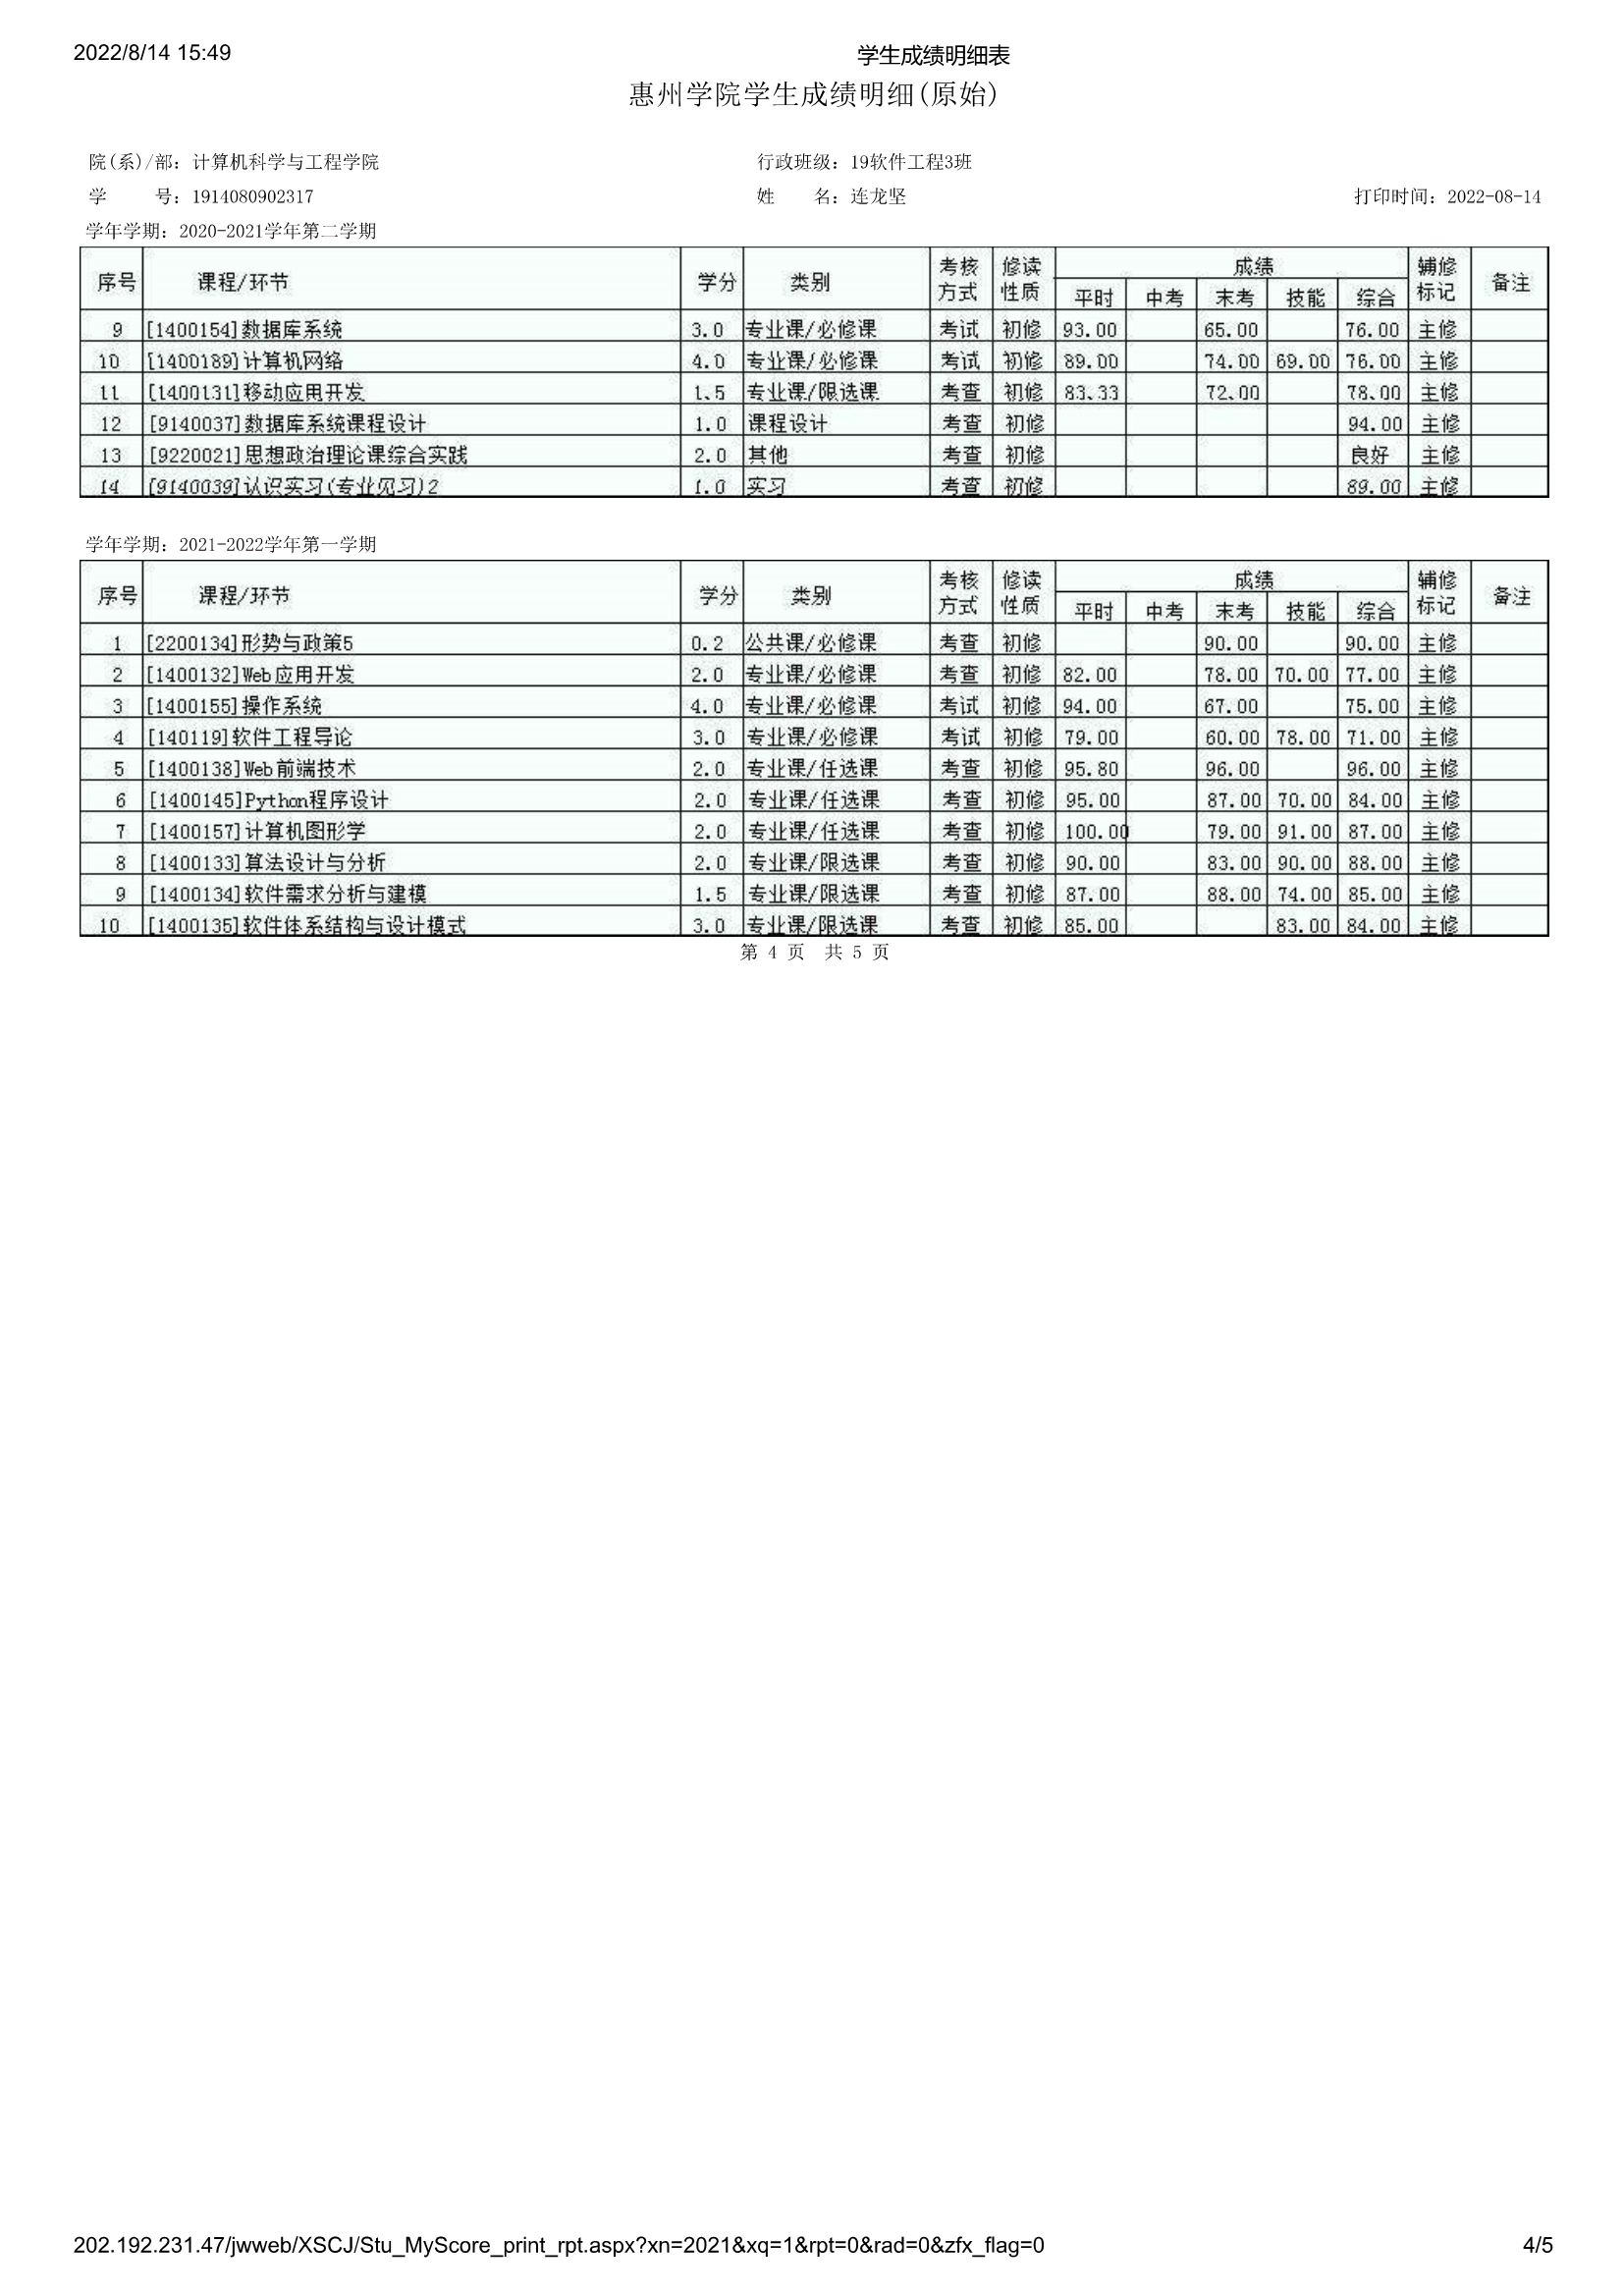 2022/8/14 15:49 学生成绩明细表
惠州学院学生成绩明细(原始)
院(系)/部：计算机科学与工程学院 行政班级：19软件工程3班
学 号：1914080902317 姓 名：连龙坚 打印时间：2022-08-14
学年学期：2020-2021学年第二学期
序号 课程/环节 学分 类别 考核方式 修读性质 成绩 辅修标记 备注
平时 中考 末考 技能 综合
9 [1400154]数据库系统 3.0 专业课/必修课 考试 初修 93.00 65.00 76.00 主修
10 [1400189]计算机网络 4.0 专业课/必修课 考试 初修 89.00 74.00 69.00 76.00 主修
11 [1400131]移动应用开发 1.5 专业课/限选课 考查 初修 83.33 72.00 78.00 主修
12 [9140037]数据库系统课程设计 1.0 课程设计 考查 初修 94.00 主修
13 [9220021]思想政治理论课综合实践 2.0 其他 考查 初修 良好 主修
14 [9140039]认识实习(专业见习)2 1.0 实习 考查 初修 89.00 主修
学年学期：2021-2022学年第一学期
序号 课程/环节 学分 类别 考核方式 修读性质 成绩 辅修标记 备注
平时 中考 末考 技能 综合
1 [2200134]形势与政策5 0.2 公共课/必修课 考查 初修 90.00 90.00 主修
2 [1400132]Web应用开发 2.0 专业课/必修课 考查 初修 82.00 78.00 70.00 77.00 主修
3 [1400155]操作系统 4.0 专业课/必修课 考试 初修 94.00 67.00 75.00 主修
4 [140119]软件工程导论 3.0 专业课/必修课 考试 初修 79.00 60.00 78.00 71.00 主修
5 [1400138]Web前端技术 2.0 专业课/任选课 考查 初修 95.80 96.00 96.00 主修
6 [1400145]Python程序设计 2.0 专业课/任选课 考查 初修 95.00 87.00 70.00 84.00 主修
7 [1400157]计算机图形学 2.0 专业课/任选课 考查 初修 100.00 79.00 91.00 87.00 主修
8 [1400133]算法设计与分析 2.0 专业课/限选课 考查 初修 90.00 83.00 90.00 88.00 主修
9 [1400134]软件需求分析与建模 1.5 专业课/限选课 考查 初修 87.00 88.00 74.00 85.00 主修
10 [1400135]软件体系结构与设计模式 3.0 专业课/限选课 考查 初修 85.00 83.00 84.00 主修
第 4 页 共 5 页
202.192.231.47/jwweb/XSCJ/Stu_MyScore_print_rpt.aspx?xn=2021&xq=1&rpt=0&rad=0&zfx_flag=0 4/5